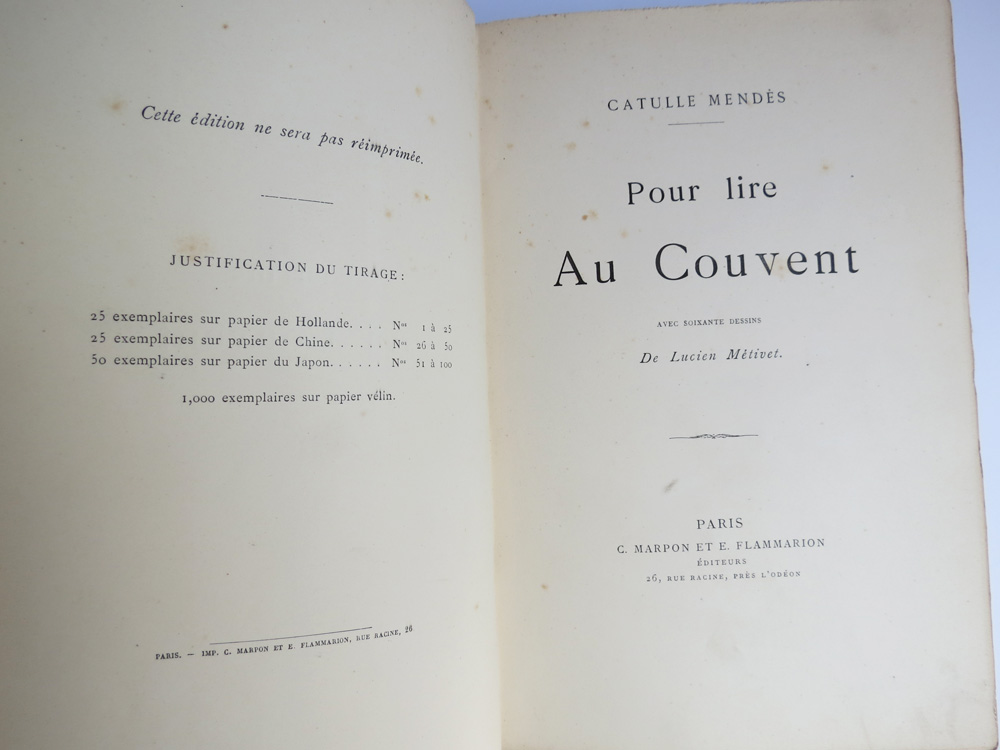 Cette édition ne sera pas réimprimée.
JUSTIFICATION DU TIRAGE:
25 exemplaires sur papier de Hollande. . . . Nos 1 à 25
25 exemplaires sur papier de Chine. . . . . . Nos 26 à 50
50 exemplaires sur papier du Japon. . . . . . Nos 51 à 100
1,000 exemplaires sur papier vélin.
PARIS. — IMP. C. MARPON ET E. FLAMMARION, RUE RACINE, 26
CATULLE MENDÈS
Pour lire
Au Couvent
AVEC SOIXANTE DESSINS
De Lucien Métivet.
PARIS
C. MARPON ET E. FLAMMARION
ÉDITEURS
26, RUE RACINE, PRÈS L'ODÉON